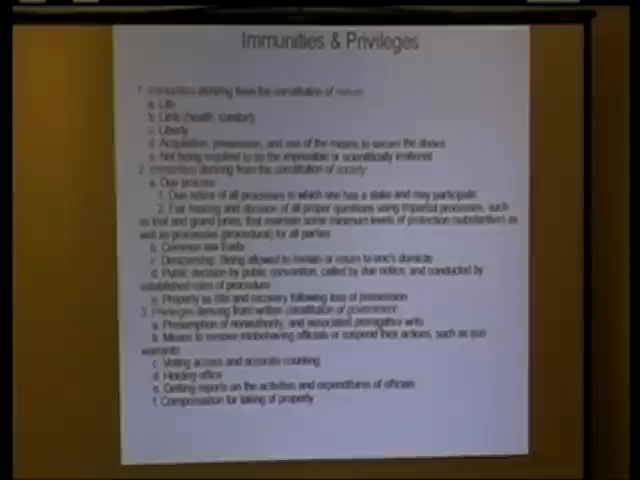 Immunities & Privileges
1. Immunities deriving from the constitution of nature:
a. Life
b. Limb (health, comfort)
c. Liberty
d. Acquisition, possession, and use of the means to secure the above
e. Not being required to do the impossible or scientifically irrational
2. Immunities deriving from the constitution of society:
a. Due process
1. Due notice of all processes in which one has a stake and may participate
2. Fair hearing and decision of all proper questions using impartial processes, such
as trial and grand juries, that maintain some minimum levels of protection (substantive) as
well as processes (procedural) for all parties
b. Common law trusts
c. Denizenship: Being allowed to remain or return to one's domicile
d. Public decision by public convention, called by due notice, and conducted by
established rules of procedure
e. Property as title and recovery following loss of possession
3. Privileges deriving from written constitution of government:
a. Presumption of nonauthority, and associated prerogative writs
b. Means to remove misbehaving officials or suspend their actions, such as quo
warranto
c. Voting access and accurate counting
d. Holding office
e. Getting reports on the activities and expenditures of officials
f. Compensation for taking of property